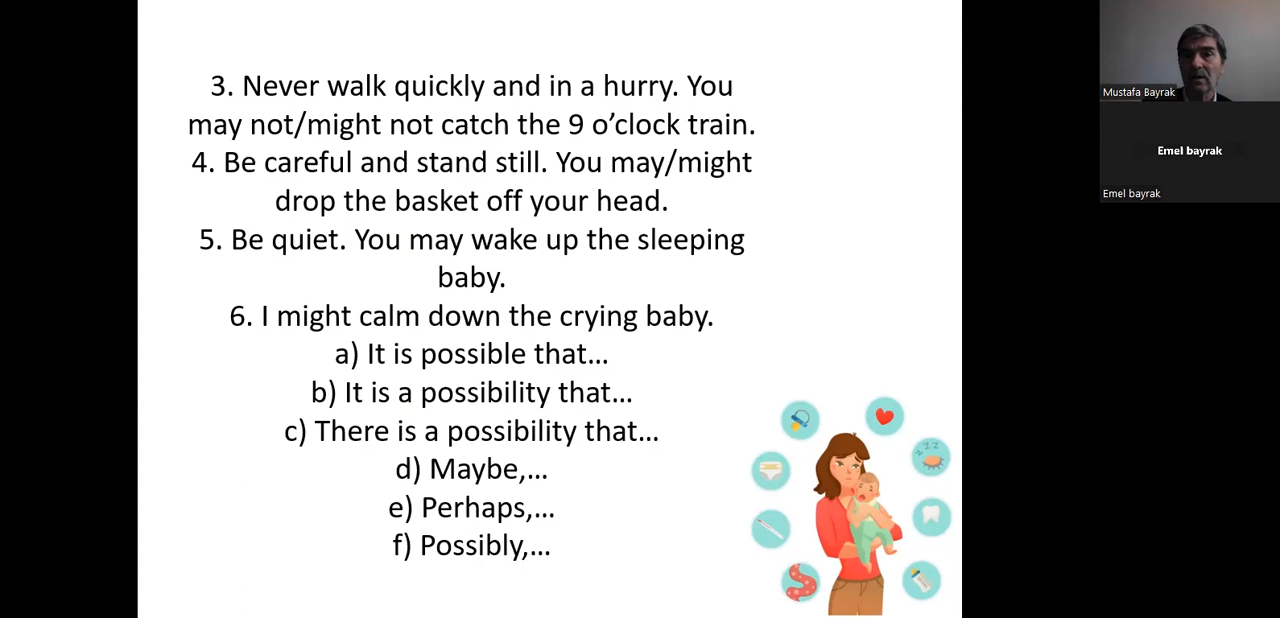 3. Never walk quickly and in a hurry. You
may not/might not catch the 9 o’clock train.
4. Be careful and stand still. You may/might
drop the basket off your head.
5. Be quiet. You may wake up the sleeping
baby.
6. I might calm down the crying baby.
a) It is possible that...
b) It is a possibility that...
c) There is a possibility that...
d) Maybe,...
e) Perhaps,...
f) Possibly,...
zzz
Mustafa Bayrak
Emel bayrak
Emel bayrak